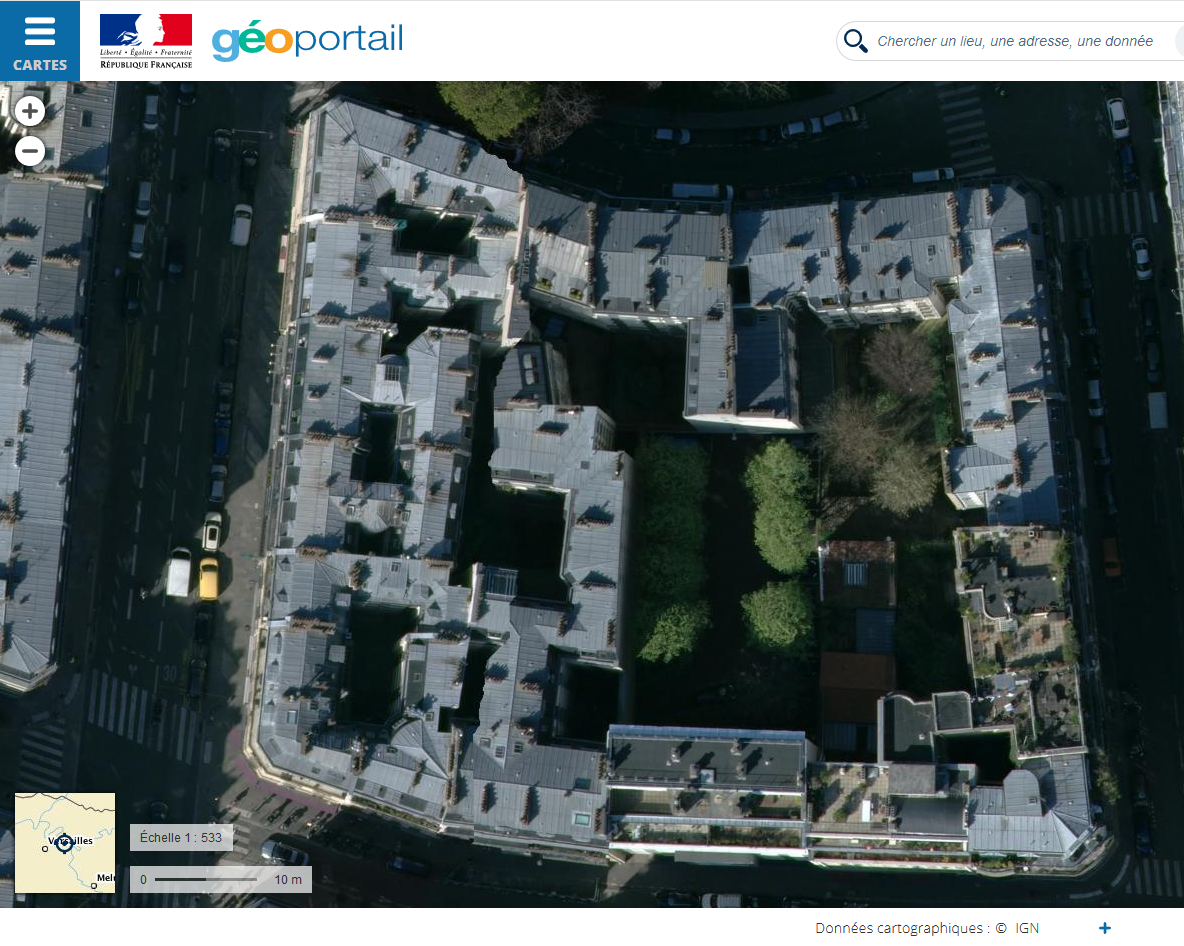 CARTES
Liberté • Égalité • Fraternité
RÉPUBLIQUE FRANÇAISE
géoportail
Chercher un lieu, une adresse, une donnée
30
Versailles
Échelle 1 : 533
0 10 m
Données cartographiques : © IGN